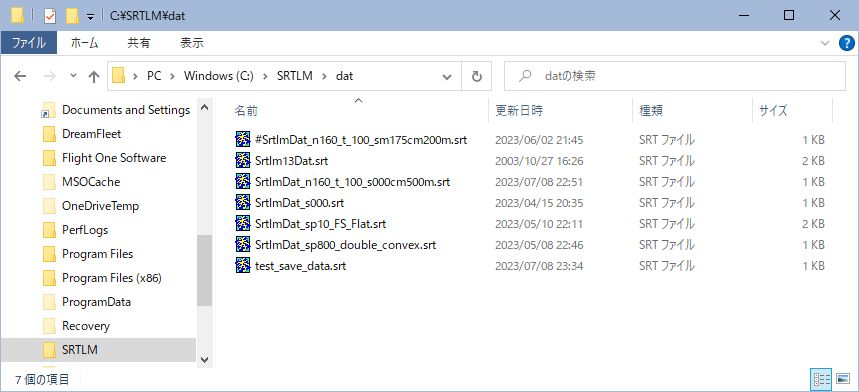 C:¥SRTLM¥dat
ファイル ホーム 共有 表示
PC > Windows (C:) > SRTLM > dat
datの検索
Documents and Settings
DreamFleet
Flight One Software
MSOCache
OneDriveTemp
PerfLogs
Program Files
Program Files (x86)
ProgramData
Recovery
SRTLM
名前 更新日時 種類 サイズ
#SrtlmDat_n160_t_100_sm175cm200m.srt 2023/06/02 21:45 SRT ファイル 1 KB
Srtlm13Dat.srt 2003/10/27 16:26 SRT ファイル 2 KB
SrtlmDat_n160_t_100_s000cm500m.srt 2023/07/08 22:51 SRT ファイル 1 KB
SrtlmDat_s000.srt 2023/04/15 20:35 SRT ファイル 1 KB
SrtlmDat_sp10_FS_Flat.srt 2023/05/10 22:11 SRT ファイル 2 KB
SrtlmDat_sp800_double_convex.srt 2023/05/08 22:46 SRT ファイル 1 KB
test_save_data.srt 2023/07/08 23:34 SRT ファイル 1 KB
7 個の項目